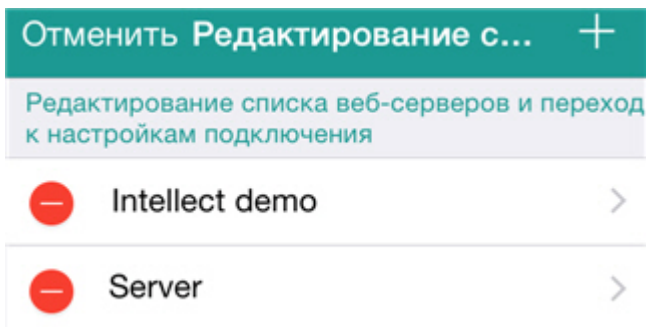 Отменить Редактирование с... +
Редактирование списка веб-серверов и переход
к настройкам подключения
Intellect demo
Server